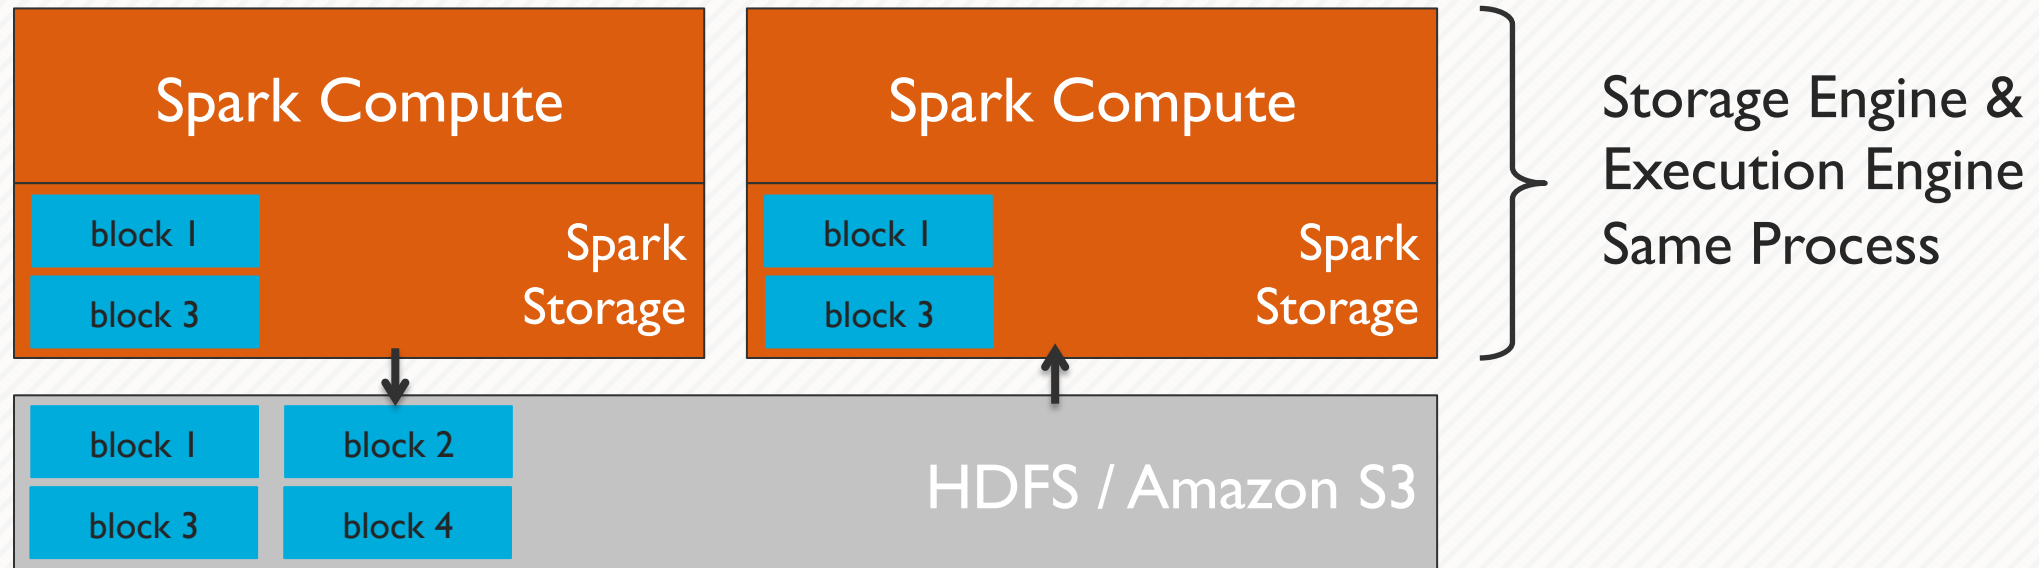 Spark Compute
block 1
block 3
Spark
Storage
Spark Compute
block 1
block 3
Spark
Storage
Storage Engine &
Execution Engine
Same Process
block 1
block 2
block 3
block 4
HDFS / Amazon S3